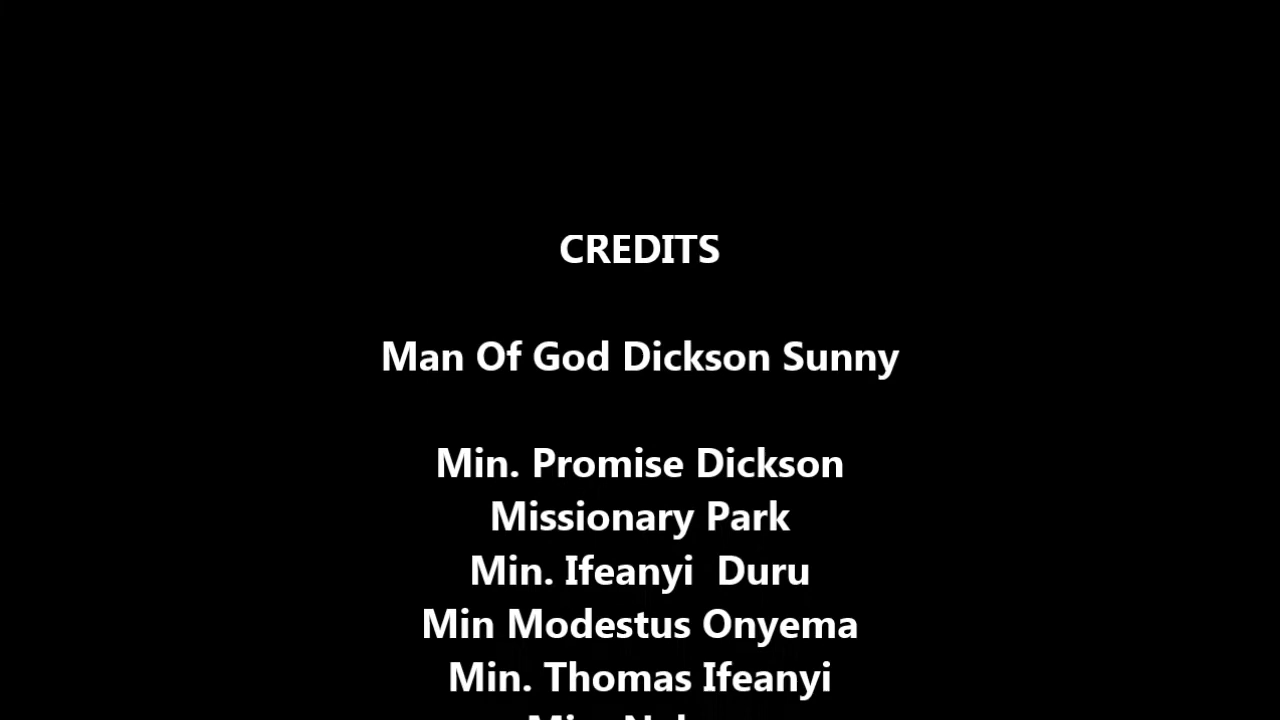 CREDITS
Man Of God Dickson Sunny
Min. Promise Dickson
Missionary Park
Min. Ifeanyi  Duru
Min Modestus Onyema
Min. Thomas Ifeanyi